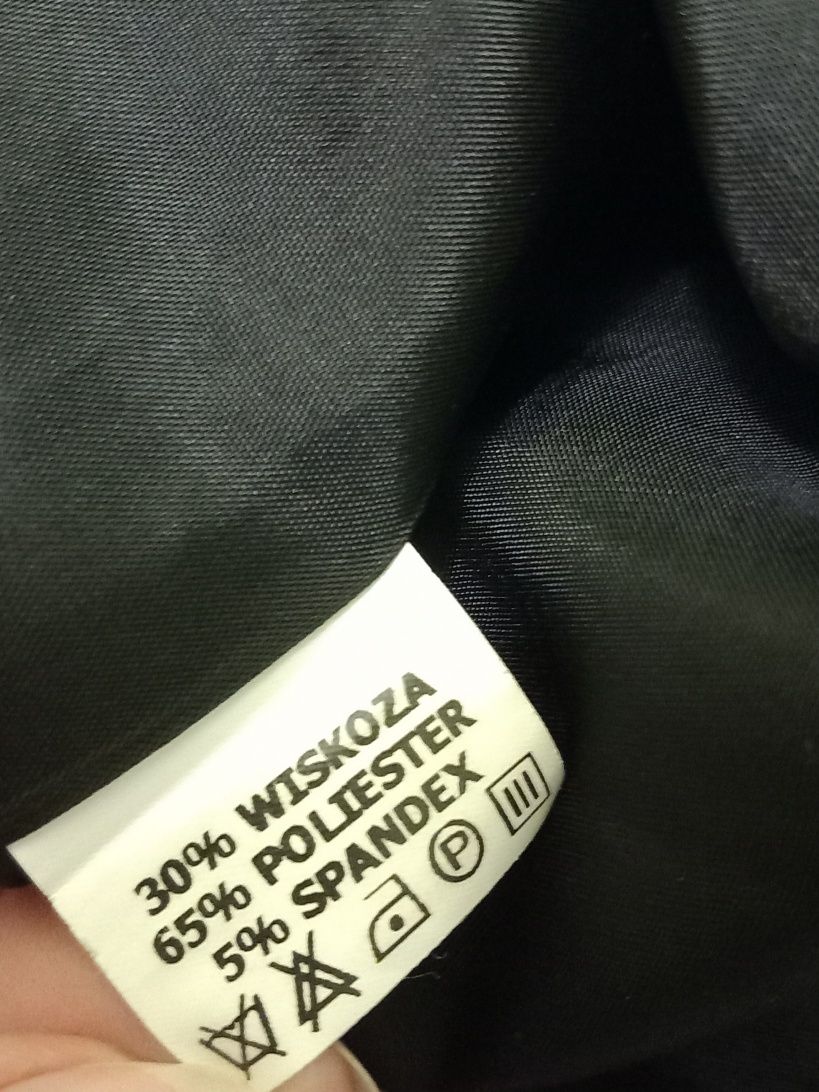 30% WISKOZA
65% POLIESTER
5% SPANDEX
P